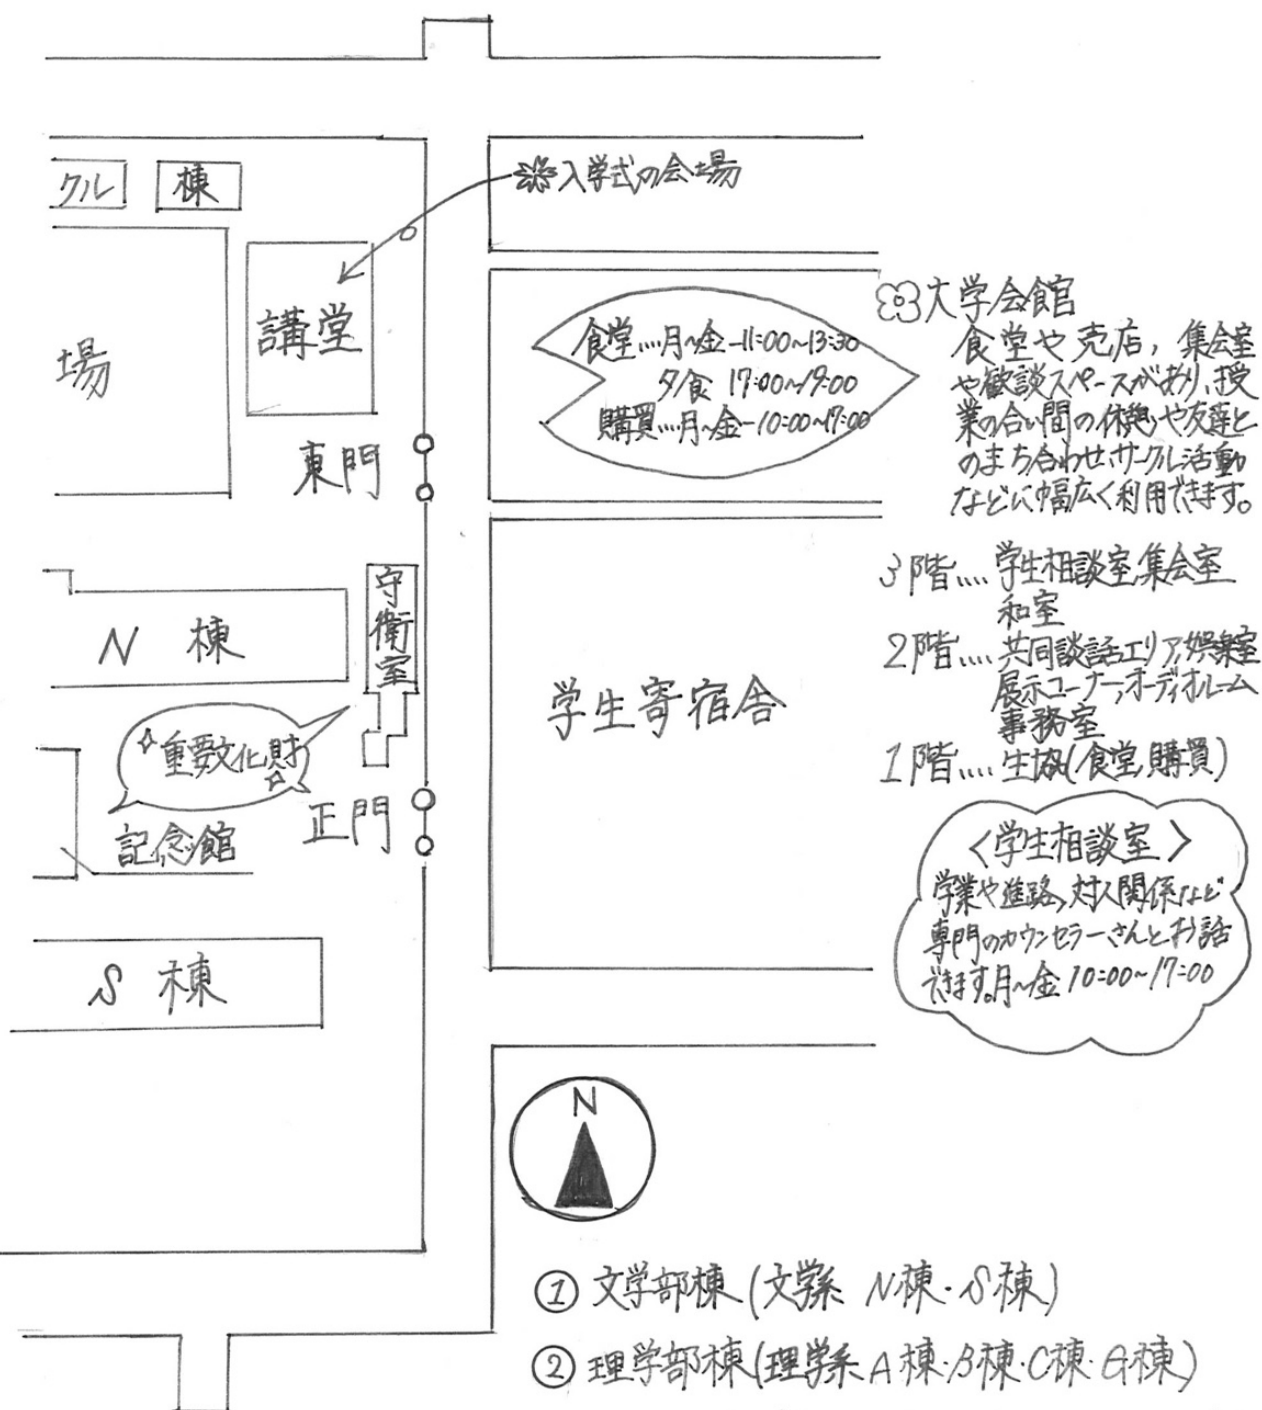 クル
棟
※入学式の会場
講堂
場
東門
食堂....月~金-11:00~13:30
夕食 17:00~19:00
購買....月~金-10:00~17:00
大学会館
食堂や売店,集会室
や歓談スペースがあり、授
業の合い間の休憩や友達と
のまち合わせ、サークル活動
などに幅広く利用できます。
3階....学生相談室、集会室
和室
2階....共同談話エリア、娯楽室
展示コーナー、オーディオルーム
事務室
1階....生協(食堂,購買)
N 棟
守衛室
学生寄宿舎
重要文化財
正門
記念館
S 棟
<学生相談室>
学業や進路、対人関係など
専門のカウンセラーさんとお話
できます。月~金 10:00~17:00
N
① 文学部棟(文学系 N棟・S棟)
② 理学部棟(理学系 A棟・B棟・C棟・G棟)